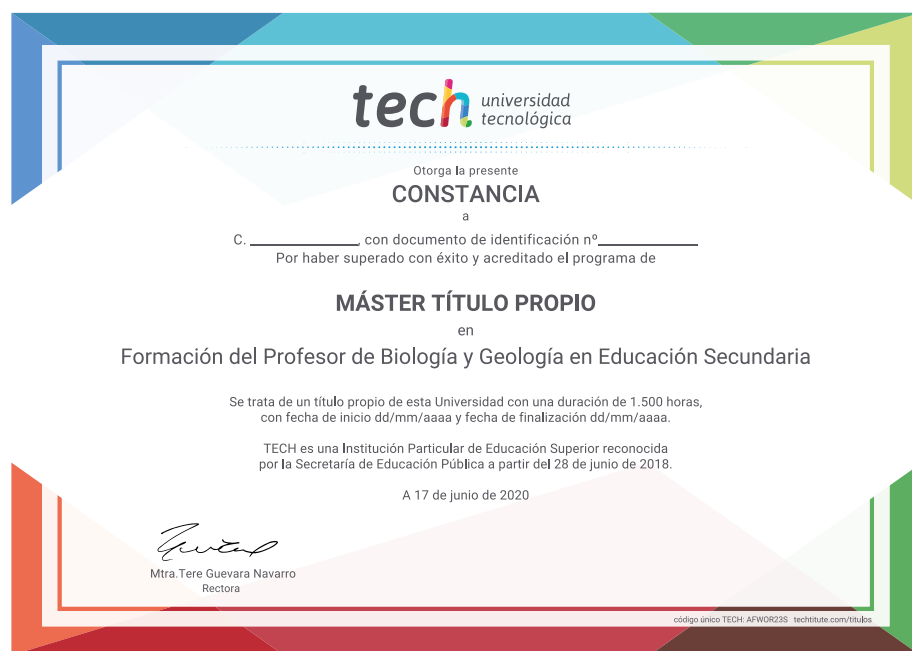 tech universidad
tecnológica
Otorga la presente
CONSTANCIA
a
C. ______________, con documento de identificación nº_____________
Por haber superado con éxito y acreditado el programa de
MÁSTER TÍTULO PROPIO
en
Formación del Profesor de Biología y Geología en Educación Secundaria
Se trata de un título propio de esta Universidad con una duración de 1.500 horas,
con fecha de inicio dd/mm/aaaa y fecha de finalización dd/mm/aaaa.
TECH es una Institución Particular de Educación Superior reconocida
por la Secretaría de Educación Pública a partir del 28 de junio de 2018.
A 17 de junio de 2020
Mtra.Tere Guevara Navarro
Rectora
código único TECH: AFWOR23S techtitute.com/titulos